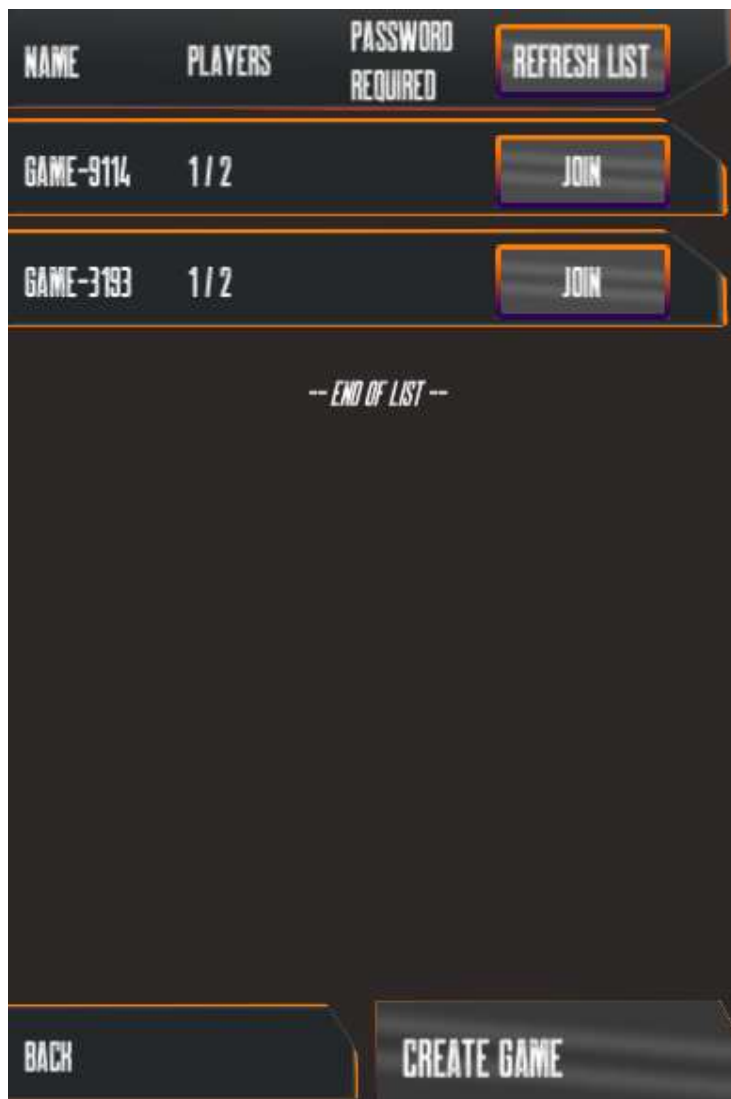 NAME PLAYERS PASSWORD REQUIRED REFRESH LIST
GAME-9114 1/2 JOIN
GAME-3193 1/2 JOIN
-- END OF LIST --
BACK CREATE GAME